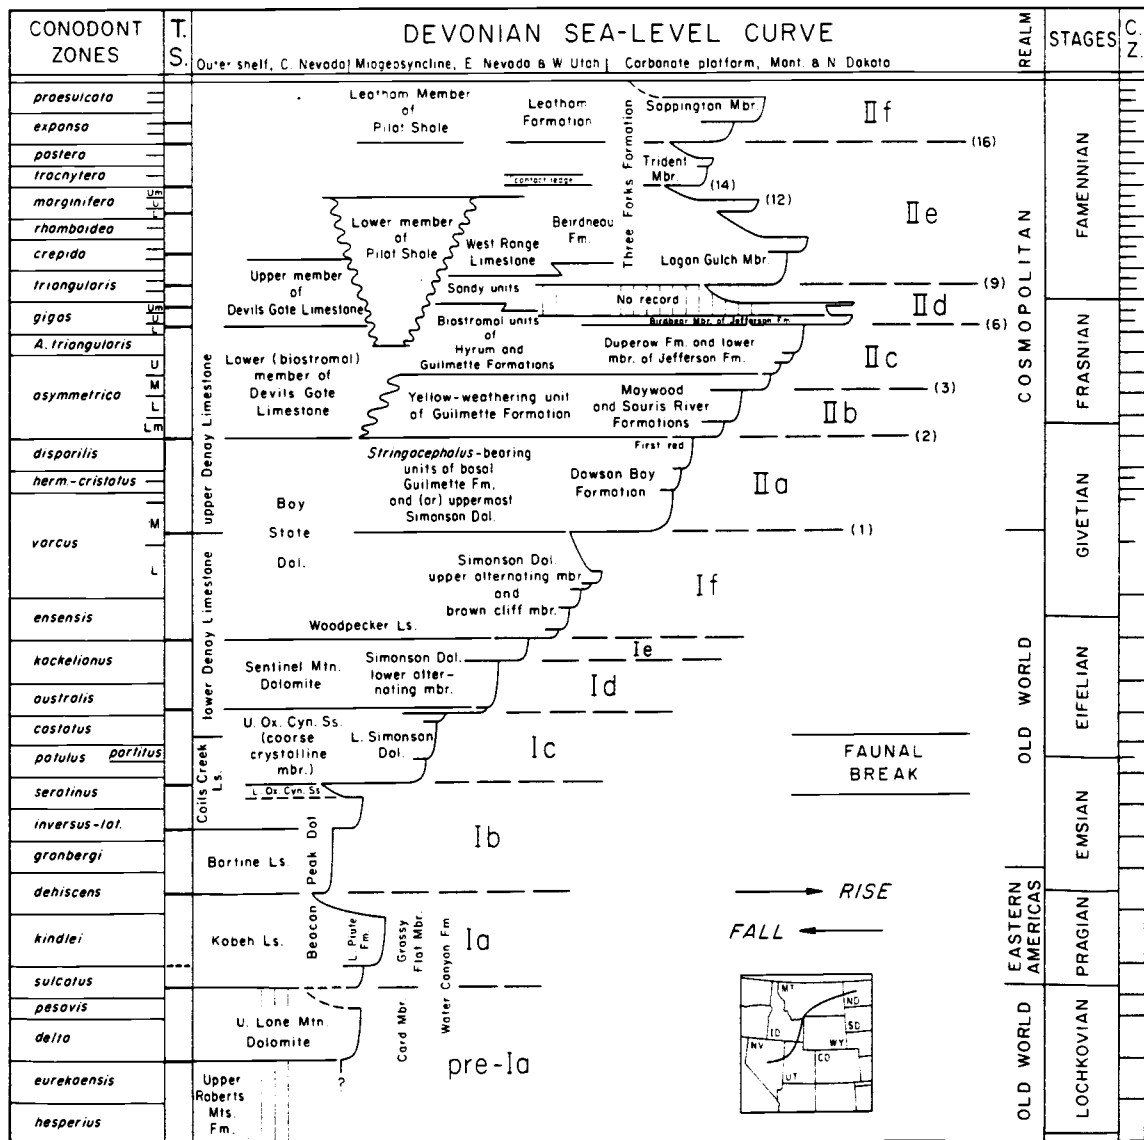 CONODONT
ZONES
T.
S.
DEVONIAN SEA-LEVEL CURVE
Outer shelf, C. Nevada
Miogeosyncline, E. Nevada & W. Utah
Carbonate platform, Mont. & N. Dakota
REALM
STAGES
C.
Z.
praesulcata
expansa
postera
trachytera
marginifera
Um
U
L
rhomboidea
crepida
triangularis
gigas
Um
U
L
A. triangularis
asymmetrica
U
M
L
Lm
disparilis
herm.-cristatus
varcus
M
L
ensensis
kockelianus
australis
costatus
patulus
partitus
serotinus
inversus-lat.
gronbergi
dehiscens
kindlei
sulcatus
pesavis
delta
eurekaensis
hesperius
upper Denay Limestone
lower Denay Limestone
Coils Creek
Ls.
Leatham Member
of
Pilot Shale
Leatham
Formation
Sappington Mbr.
IIf
(16)
Three Forks Formation
Trident
Mbr.
contact ledge
(14)
(12)
Lower member
of
Pilot Shale
West Range
Limestone
Beirdneau
Fm.
Logan Gulch Mbr.
IIe
Upper member
of
Devils Gate Limestone
Sandy units
(9)
No record
IId
Birdbear Mbr. of Jefferson Fm.
(6)
Biostromal units
of
Hyrum and
Guilmette Formations
Duperow Fm. and lower
mbr. of Jefferson Fm.
IIc
Lower (biostromal)
member of
Devils Gate
Limestone
(3)
Yellow-weathering unit
of Guilmette Formation
Maywood
and Souris River
Formations
IIb
(2)
First red
Stringocephalus-bearing
units of basal
Guilmette Fm.
and (or) uppermost
Simonson Dol.
Dawson Bay
Formation
IIa
Bay
State
Dol.
(1)
Simonson Dol.
upper alternating mbr.
and
brown cliff mbr.
If
Woodpecker Ls.
Ie
Sentinel Mtn.
Dolomite
Simonson Dol.
lower alter-
nating mbr.
Id
U. Ox. Cyn. Ss.
(coarse
crystalline
mbr.)
L. Simonson
Dol.
Ic
FAUNAL
BREAK
L. Ox. Cyn. Ss
Bartine Ls.
Beacon Peak Dol
Ib
RISE
FALL
Kobeh Ls.
L. Piute
Fm.
Grassy
Flat Mbr.
Water Canyon Fm
Ia
U. Lone Mtn.
Dolomite
Card Mbr.
pre-Ia
?
Upper
Roberts
Mts.
Fm.
MT
ND
ID
SD
WY
NV
UT
CO
COSMOPOLITAN
OLD WORLD
EASTERN
AMERICAS
OLD WORLD
FAMENNIAN
FRASNIAN
GIVETIAN
EIFELIAN
EMSIAN
PRAGIAN
LOCHKOVIAN